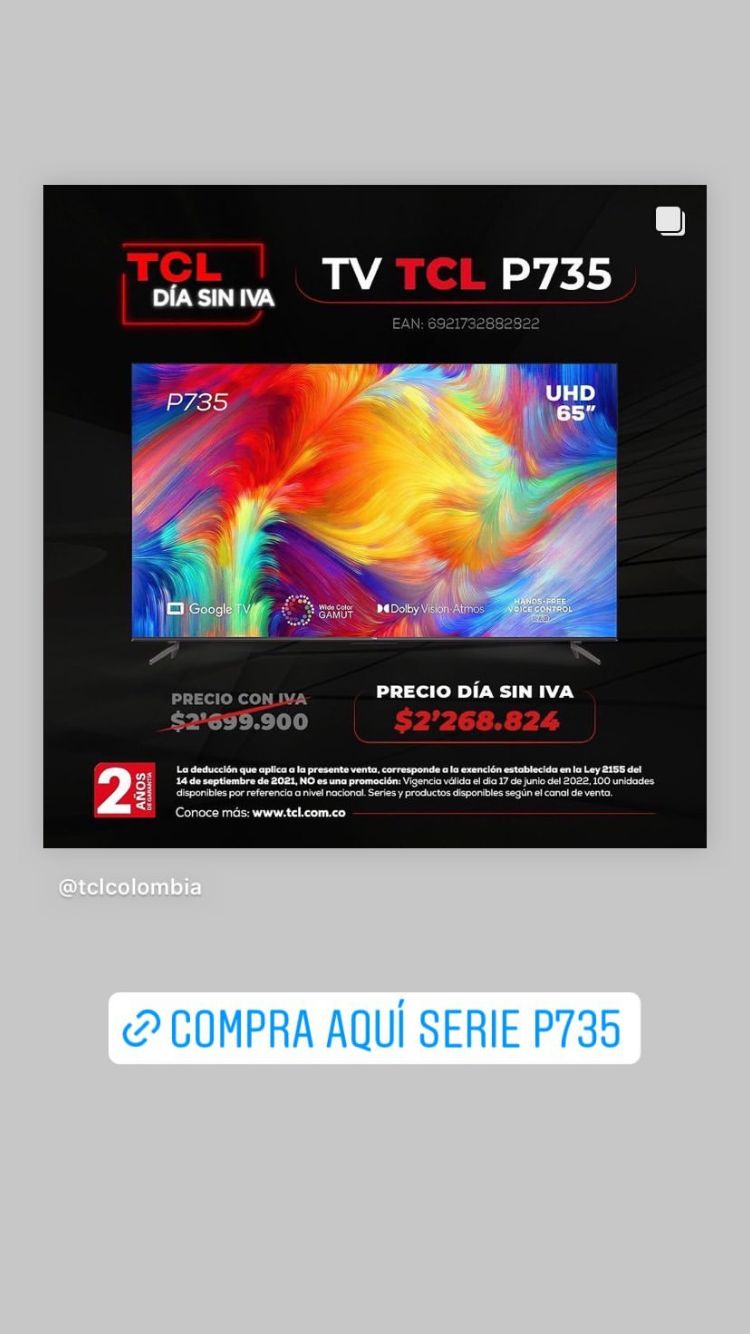 TCL
DÍA SIN IVA
TV TCL P735
EAN: 6921732882822
P735
UHD
65"
Google TV
Wide Color
GAMUT
Dolby Vision·Atmos
HANDS-FREE
VOICE CONTROL
PRECIO CON IVA
$2'699.900
PRECIO DÍA SIN IVA
$2'268.824
2 AÑOS
DE GARANTÍA
La deducción que aplica a la presente venta, corresponde a la exención establecida en la Ley 2155 del
14 de septiembre de 2021, NO es una promoción: Vigencia válida el día 17 de junio del 2022, 100 unidades
disponibles por referencia a nivel nacional. Series y productos disponibles según el canal de venta.
Conoce más: www.tcl.com.co
@tclcolombia
COMPRA AQUÍ SERIE P735